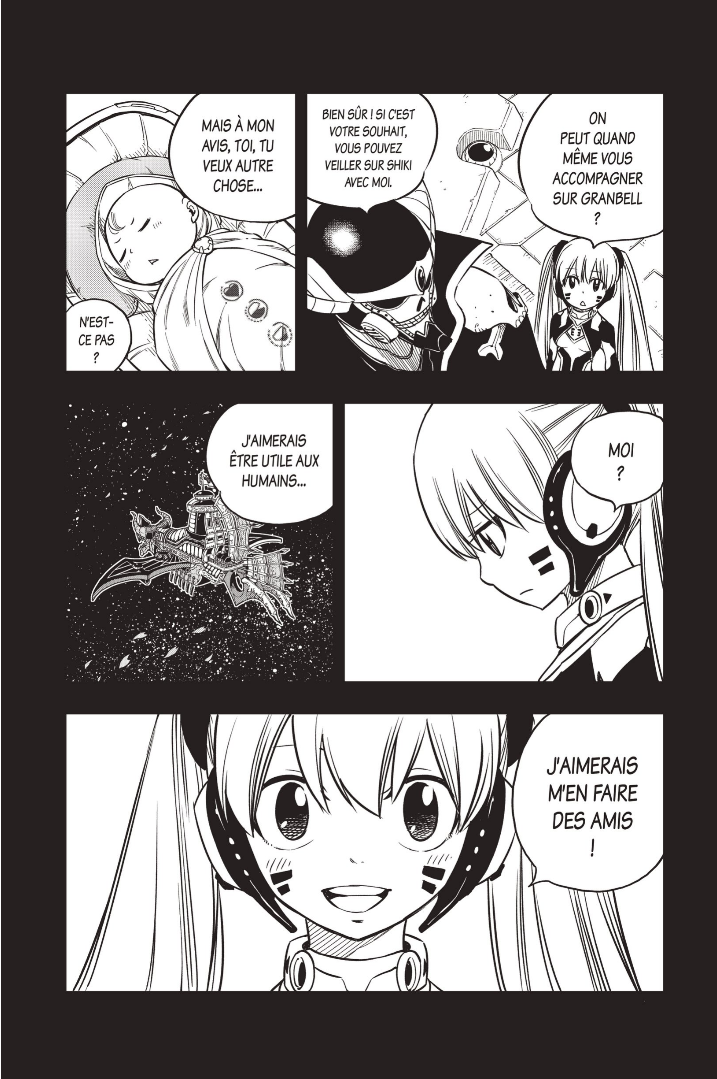 ON
PEUT QUAND
MÊME VOUS
ACCOMPAGNER
SUR GRANBELL
?
BIEN SÛR ! SI C'EST
VOTRE SOUHAIT,
VOUS POUVEZ
VEILLER SUR SHIKI
AVEC MOI.
MAIS À MON
AVIS, TOI, TU
VEUX AUTRE
CHOSE...
N'EST-
CE PAS
?
MOI
?
J'AIMERAIS
ÊTRE UTILE AUX
HUMAINS...
J'AIMERAIS
M'EN FAIRE
DES AMIS
!